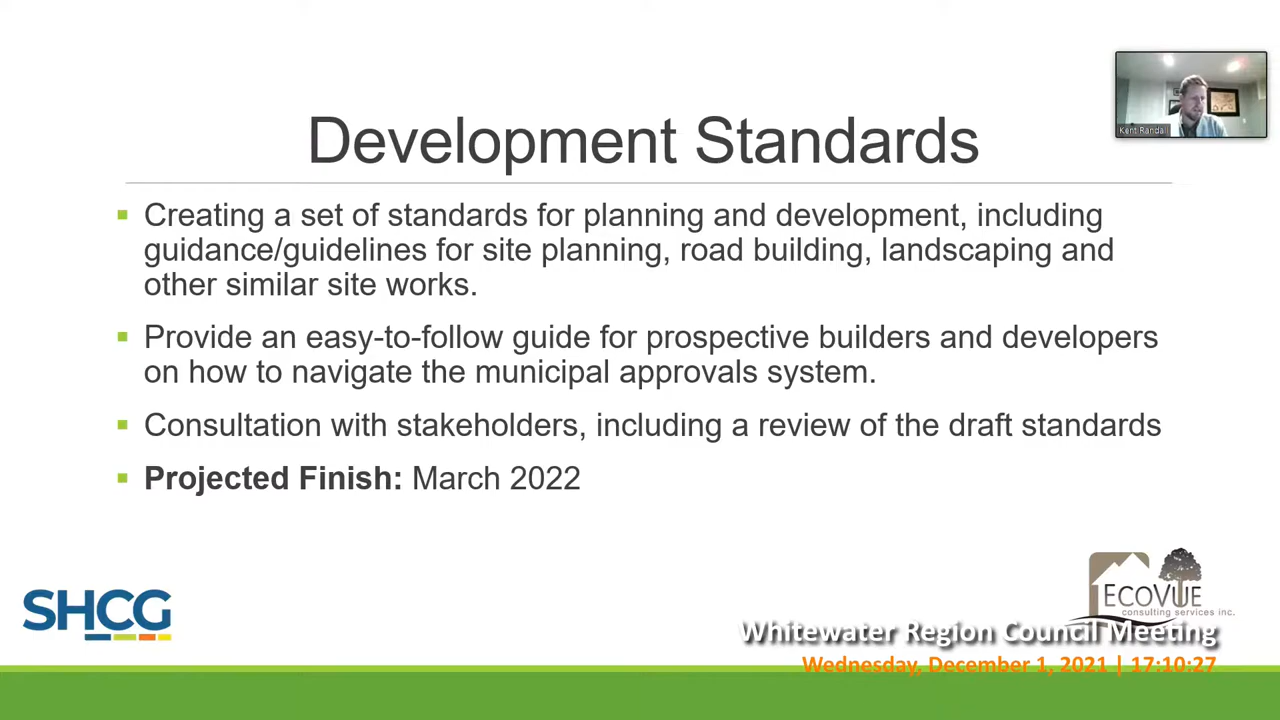 Kent Randall
Development Standards
Creating a set of standards for planning and development, including
guidance/guidelines for site planning, road building, landscaping and
other similar site works.
Provide an easy-to-follow guide for prospective builders and developers
on how to navigate the municipal approvals system.
Consultation with stakeholders, including a review of the draft standards
Projected Finish: March 2022
SHCG
ECOVUE
consulting services inc.
Whitewater Region Council Meeting
Wednesday, December 1, 2021 | 17:10:27